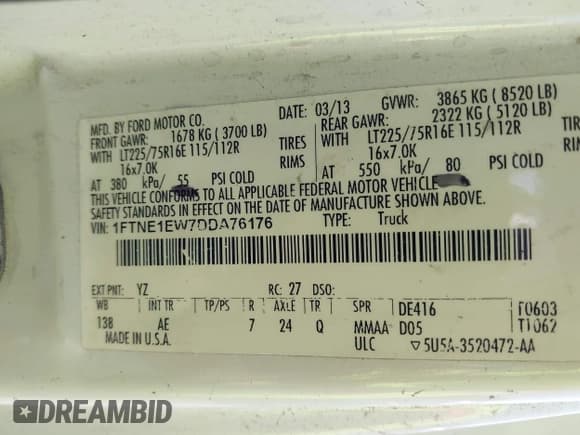 MFD. BY FORD MOTOR CO.
DATE: 03/13 GVWR: 3865 KG ( 8520 LB)
FRONT GAWR: 1678 KG ( 3700 LB)
REAR GAWR: 2322 KG ( 5120 LB)
WITH LT225/75R16E 115/112R TIRES
WITH LT225/75R16E 115/112R TIRES
16x7.0K RIMS
16x7.0K RIMS
AT 380 kPa/ 55 PSI COLD
AT 550 kPa/ 80 PSI COLD
THIS VEHICLE CONFORMS TO ALL APPLICABLE FEDERAL MOTOR VEHICLE
SAFETY STANDARDS IN EFFECT ON THE DATE OF MANUFACTURE SHOWN ABOVE.
VIN: 1FTNE1EW7DDA76176 TYPE: Truck
EXT PNT: YZ RC: 27 DSO:
WB INT TR TP/PS R AXLE TR SPR DE416 T0603
138 AE 7 24 Q MMAA D05 T1062
MADE IN U.S.A. ULC ▽5U5A-3520472-AA
DREAMBID